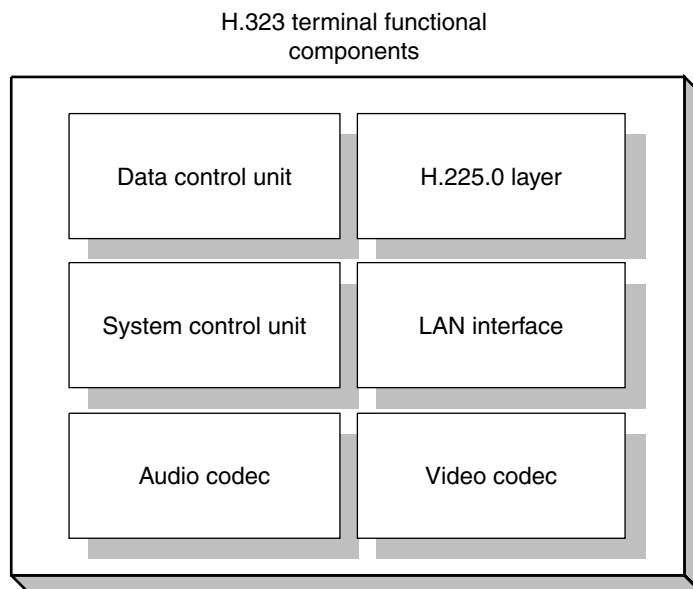 H.323 terminal functional
components
Data control unit
H.225.0 layer
System control unit
LAN interface
Audio codec
Video codec